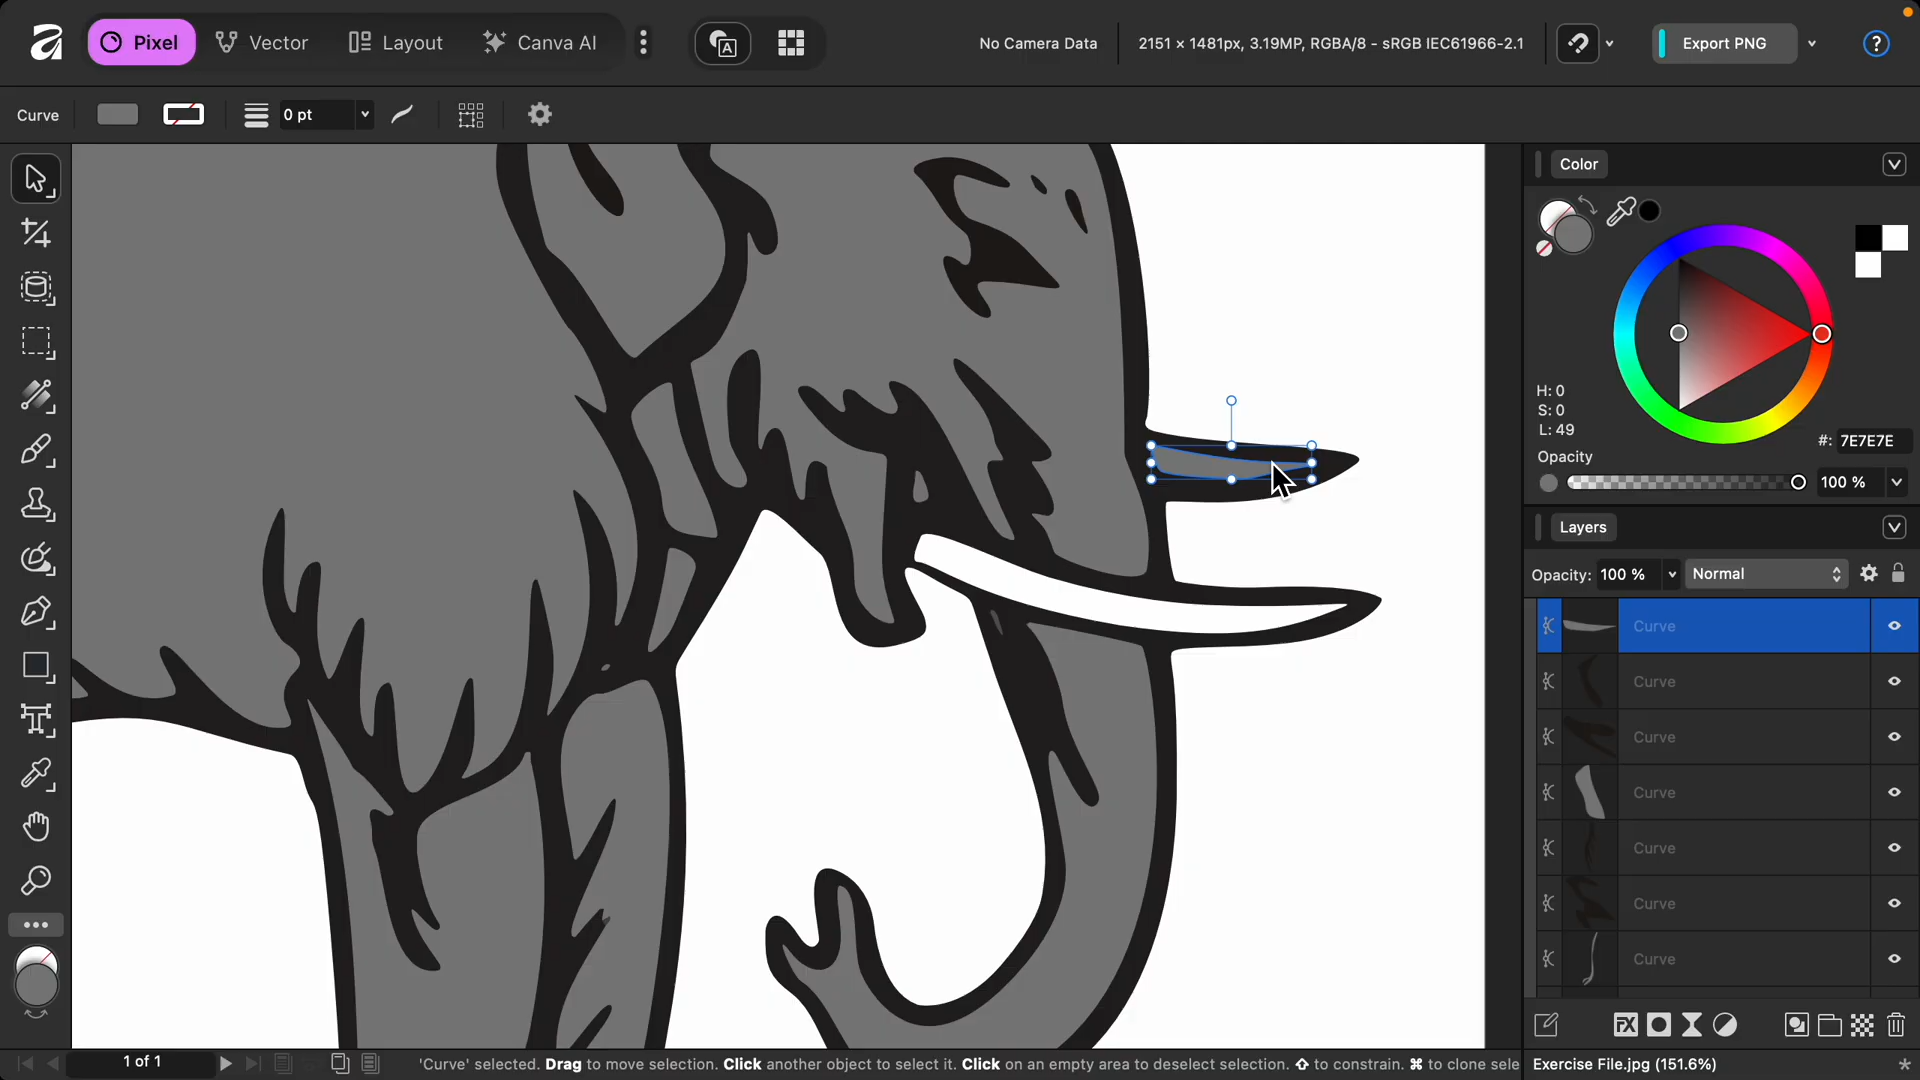 Pixel Vector Layout Canva AI No Camera Data 2151 × 1481px, 3.19MP, RGBA/8 - sRGB IEC61966-2.1 Export PNG ?
Curve 0 pt
Color
H: 0
S: 0
L: 49
#: 7E7E7E
Opacity
100 %
Layers
Opacity: 100 % Normal
Curve
Curve
Curve
Curve
Curve
Curve
Curve
1 of 1 'Curve' selected. Drag to move selection. Click another object to select it. Click on an empty area to deselect selection. ⇧ to constrain. ⌘ to clone sele Exercise File.jpg (151.6%) *